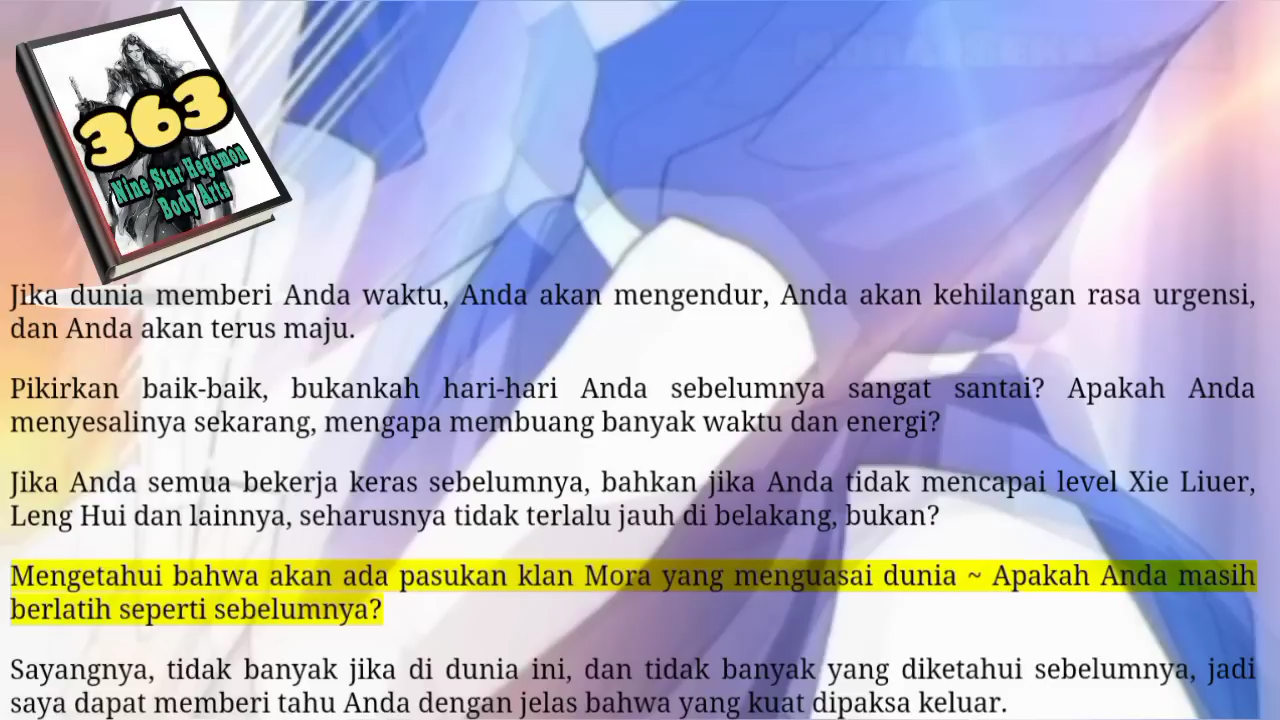 363
Nine Star Hegemon
Body Arts
Jika dunia memberi Anda waktu, Anda akan mengendur, Anda akan kehilangan rasa urgensi,
dan Anda akan terus maju.
Pikirkan baik-baik, bukankah hari-hari Anda sebelumnya sangat santai? Apakah Anda
menyesalinya sekarang, mengapa membuang banyak waktu dan energi?
Jika Anda semua bekerja keras sebelumnya, bahkan jika Anda tidak mencapai level Xie Liuer,
Leng Hui dan lainnya, seharusnya tidak terlalu jauh di belakang, bukan?
Mengetahui bahwa akan ada pasukan klan Mora yang menguasai dunia ~ Apakah Anda masih
berlatih seperti sebelumnya?
Sayangnya, tidak banyak jika di dunia ini, dan tidak banyak yang diketahui sebelumnya, jadi
saya dapat memberi tahu Anda dengan jelas bahwa yang kuat dipaksa keluar.